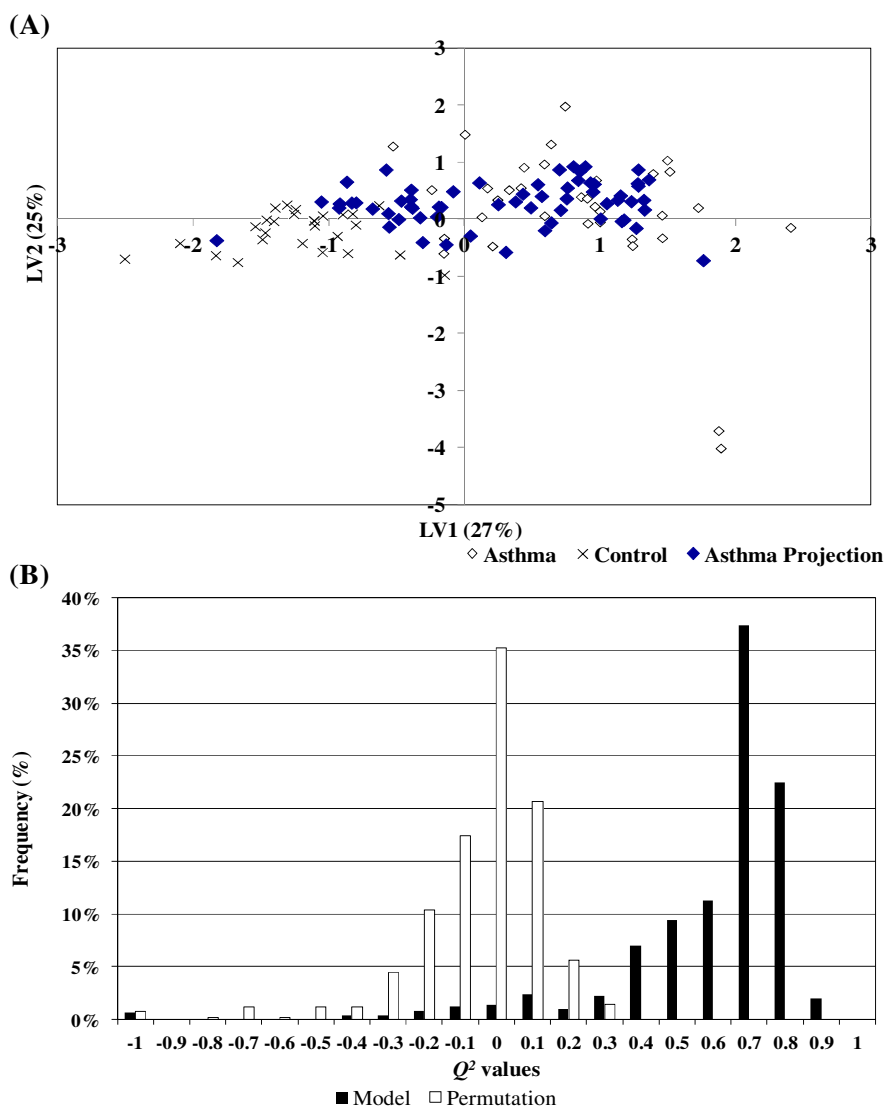 (A)
3
2
1
0
-3
-2
-1
0
1
2
3
-1
-2
-3
-4
-5
LV2 (25%)
LV1 (27%)
Asthma
Control
Asthma Projection
(B)
40%
35%
30%
25%
20%
15%
10%
5%
0%
Frequency (%)
-1 -0.9 -0.8 -0.7 -0.6 -0.5 -0.4 -0.3 -0.2 -0.1 0 0.1 0.2 0.3 0.4 0.5 0.6 0.7 0.8 0.9 1
Q² values
Model
Permutation